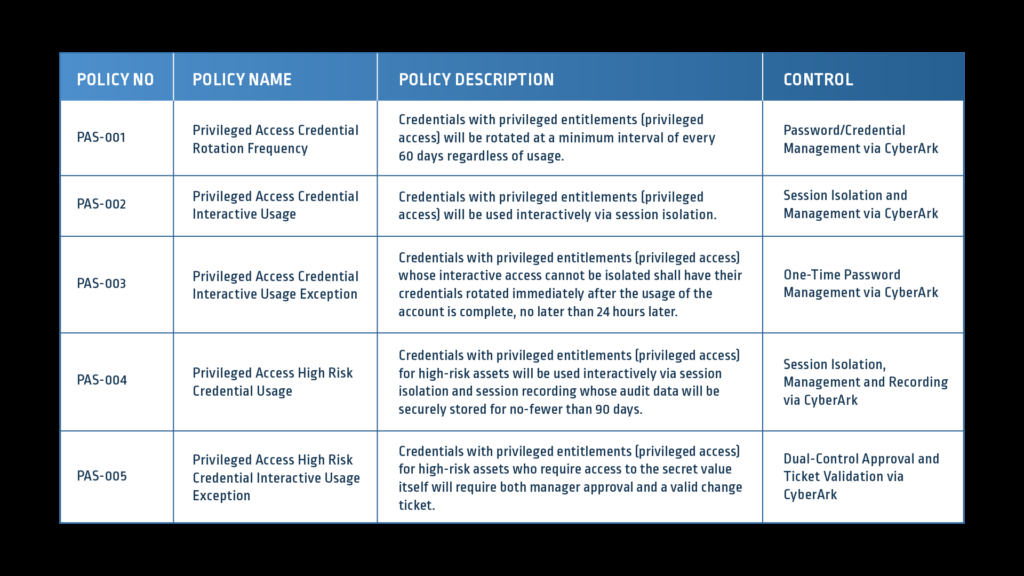 POLICY NO
POLICY NAME
POLICY DESCRIPTION
CONTROL
PAS-001
Privileged Access Credential
Rotation Frequency
Credentials with privileged entitlements (privileged
access) will be rotated at a minimum interval of every
60 days regardless of usage.
Password/Credential
Management via CyberArk
PAS-002
Privileged Access Credential
Interactive Usage
Credentials with privileged entitlements (privileged
access) will be used interactively via session isolation.
Session Isolation and
Management via CyberArk
PAS-003
Privileged Access Credential
Interactive Usage Exception
Credentials with privileged entitlements (privileged access)
whose interactive access cannot be isolated shall have their
credentials rotated immediately after the usage of the
account is complete, no later than 24 hours later.
One-Time Password
Management via CyberArk
PAS-004
Privileged Access High Risk
Credential Usage
Credentials with privileged entitlements (privileged access)
for high-risk assets will be used interactively via session
isolation and session recording whose audit data will be
securely stored for no-fewer than 90 days.
Session Isolation,
Management and Recording
via CyberArk
PAS-005
Privileged Access High Risk
Credential Interactive Usage
Exception
Credentials with privileged entitlements (privileged access)
for high-risk assets who require access to the secret value
itself will require both manager approval and a valid change
ticket.
Dual-Control Approval and
Ticket Validation via
CyberArk